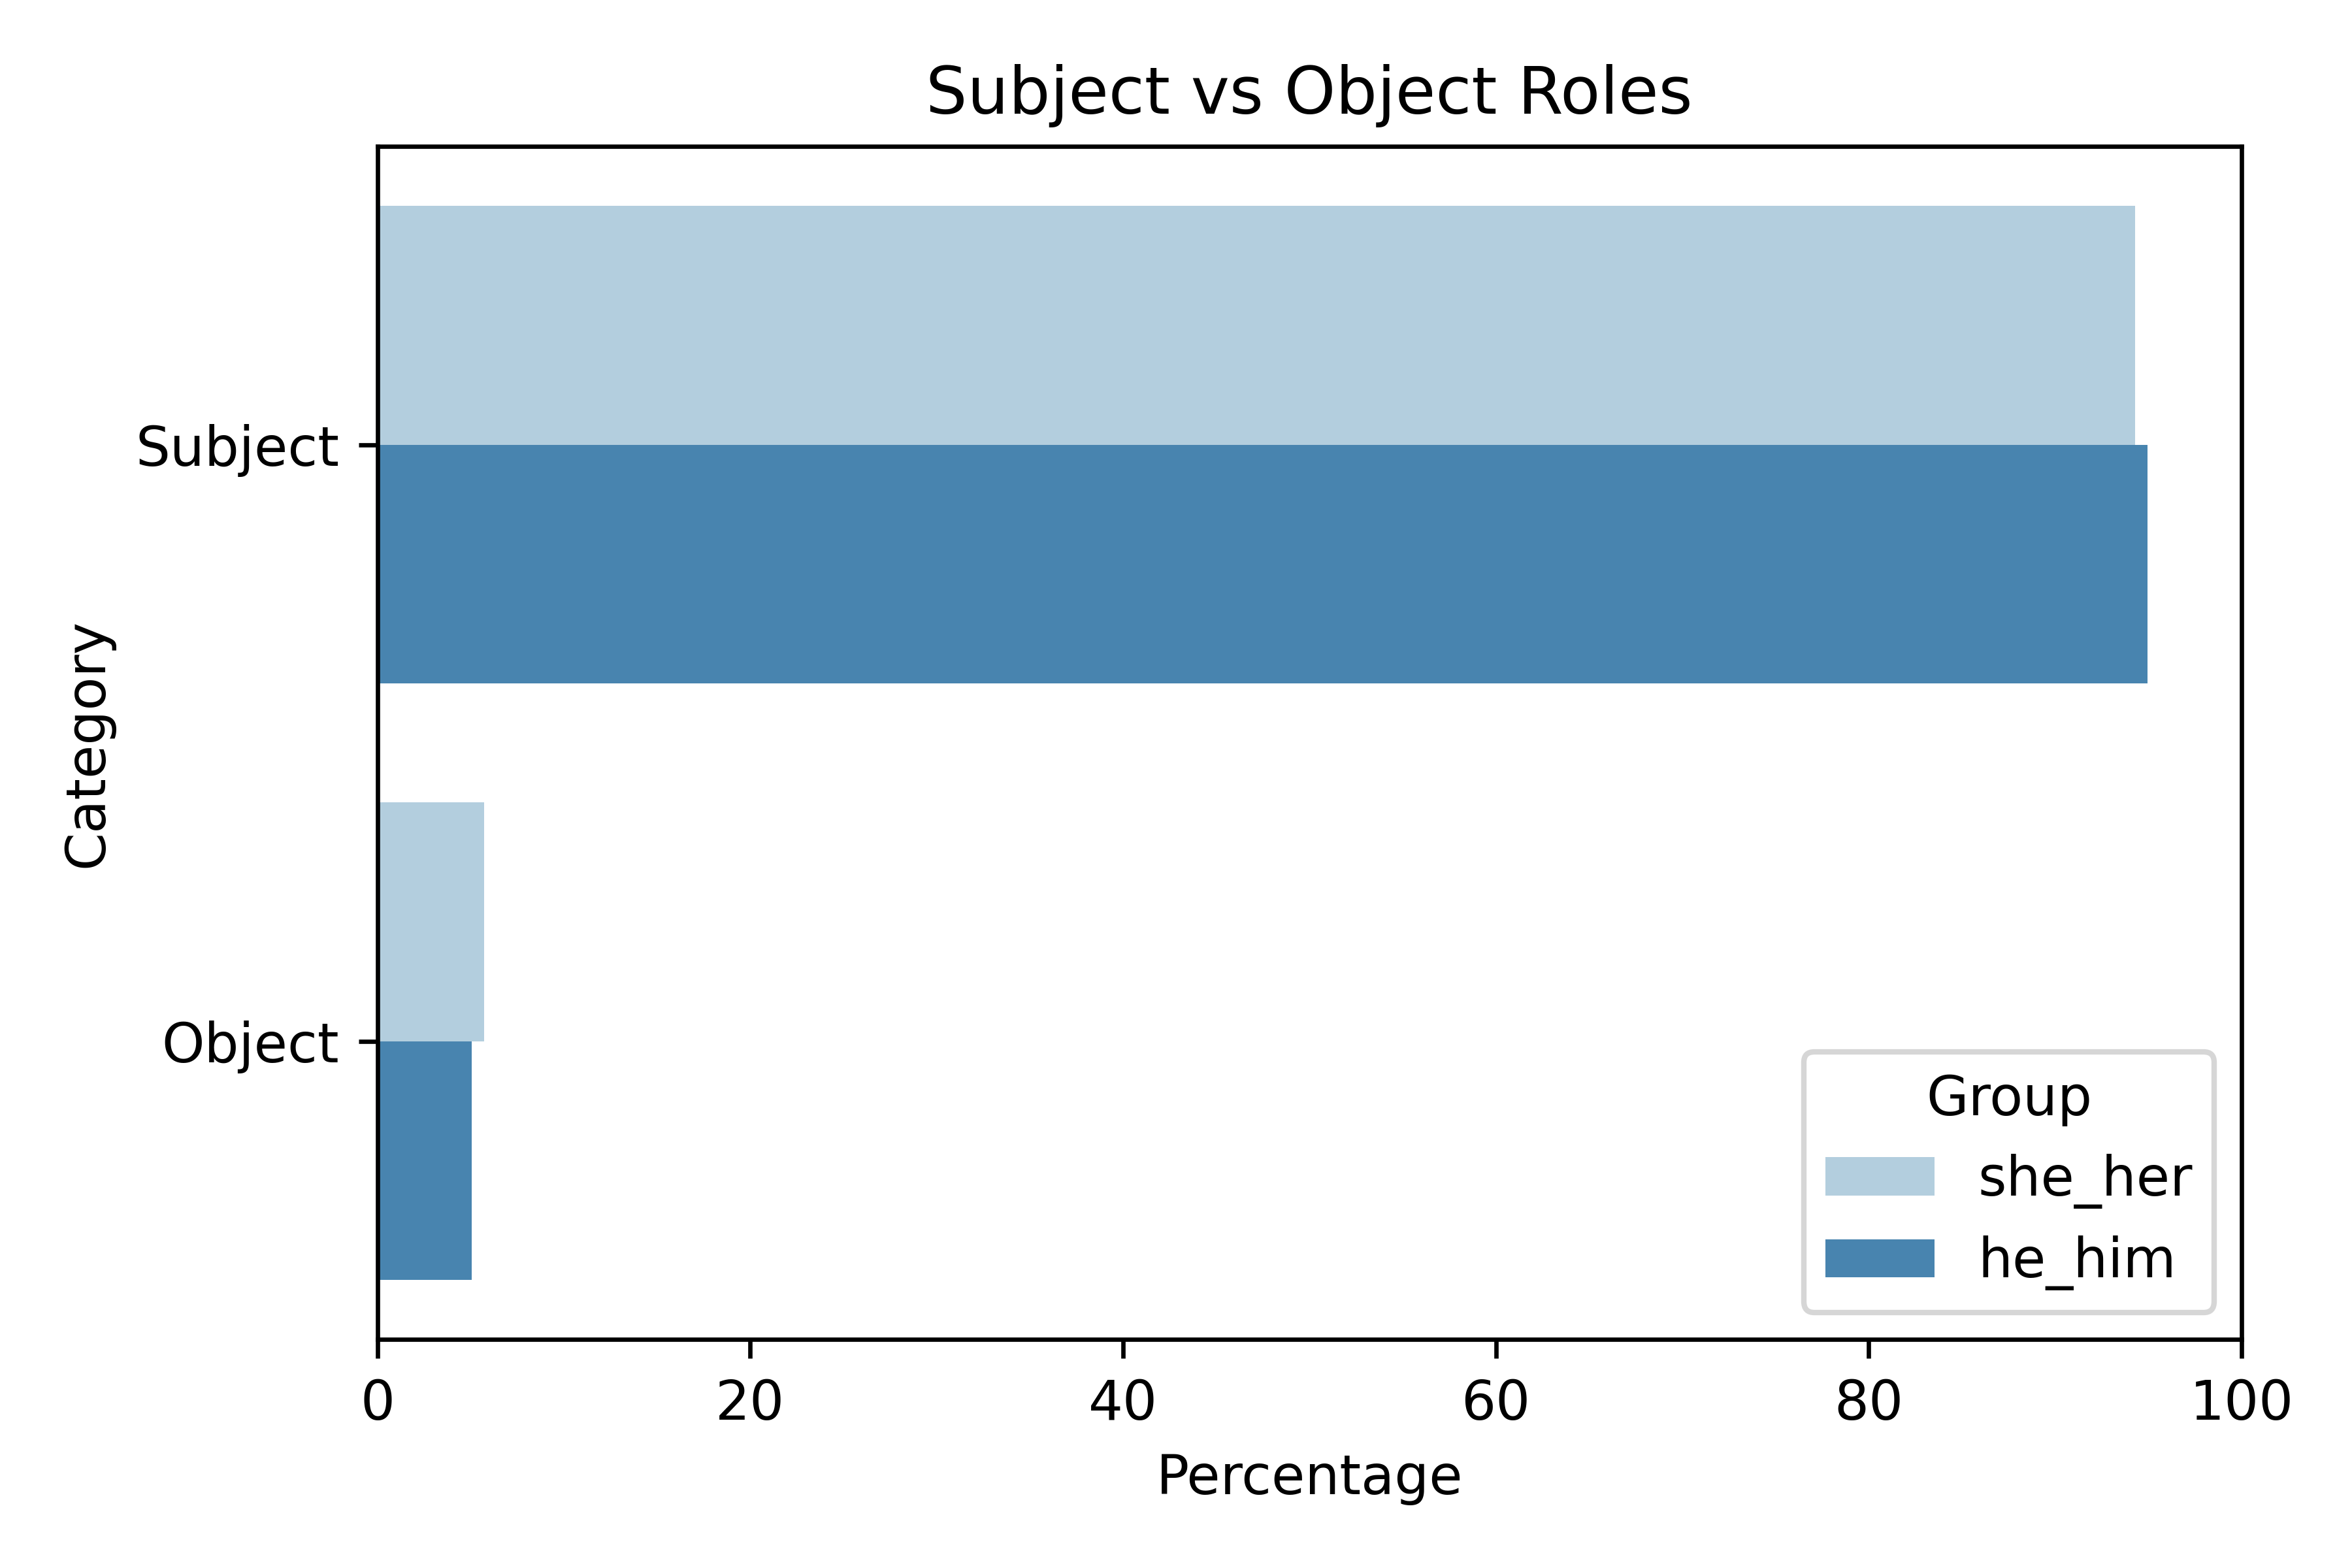 Subject vs Object Roles
Category
Subject
Object
Group
she_her
he_him
0 20 40 60 80 100
Percentage